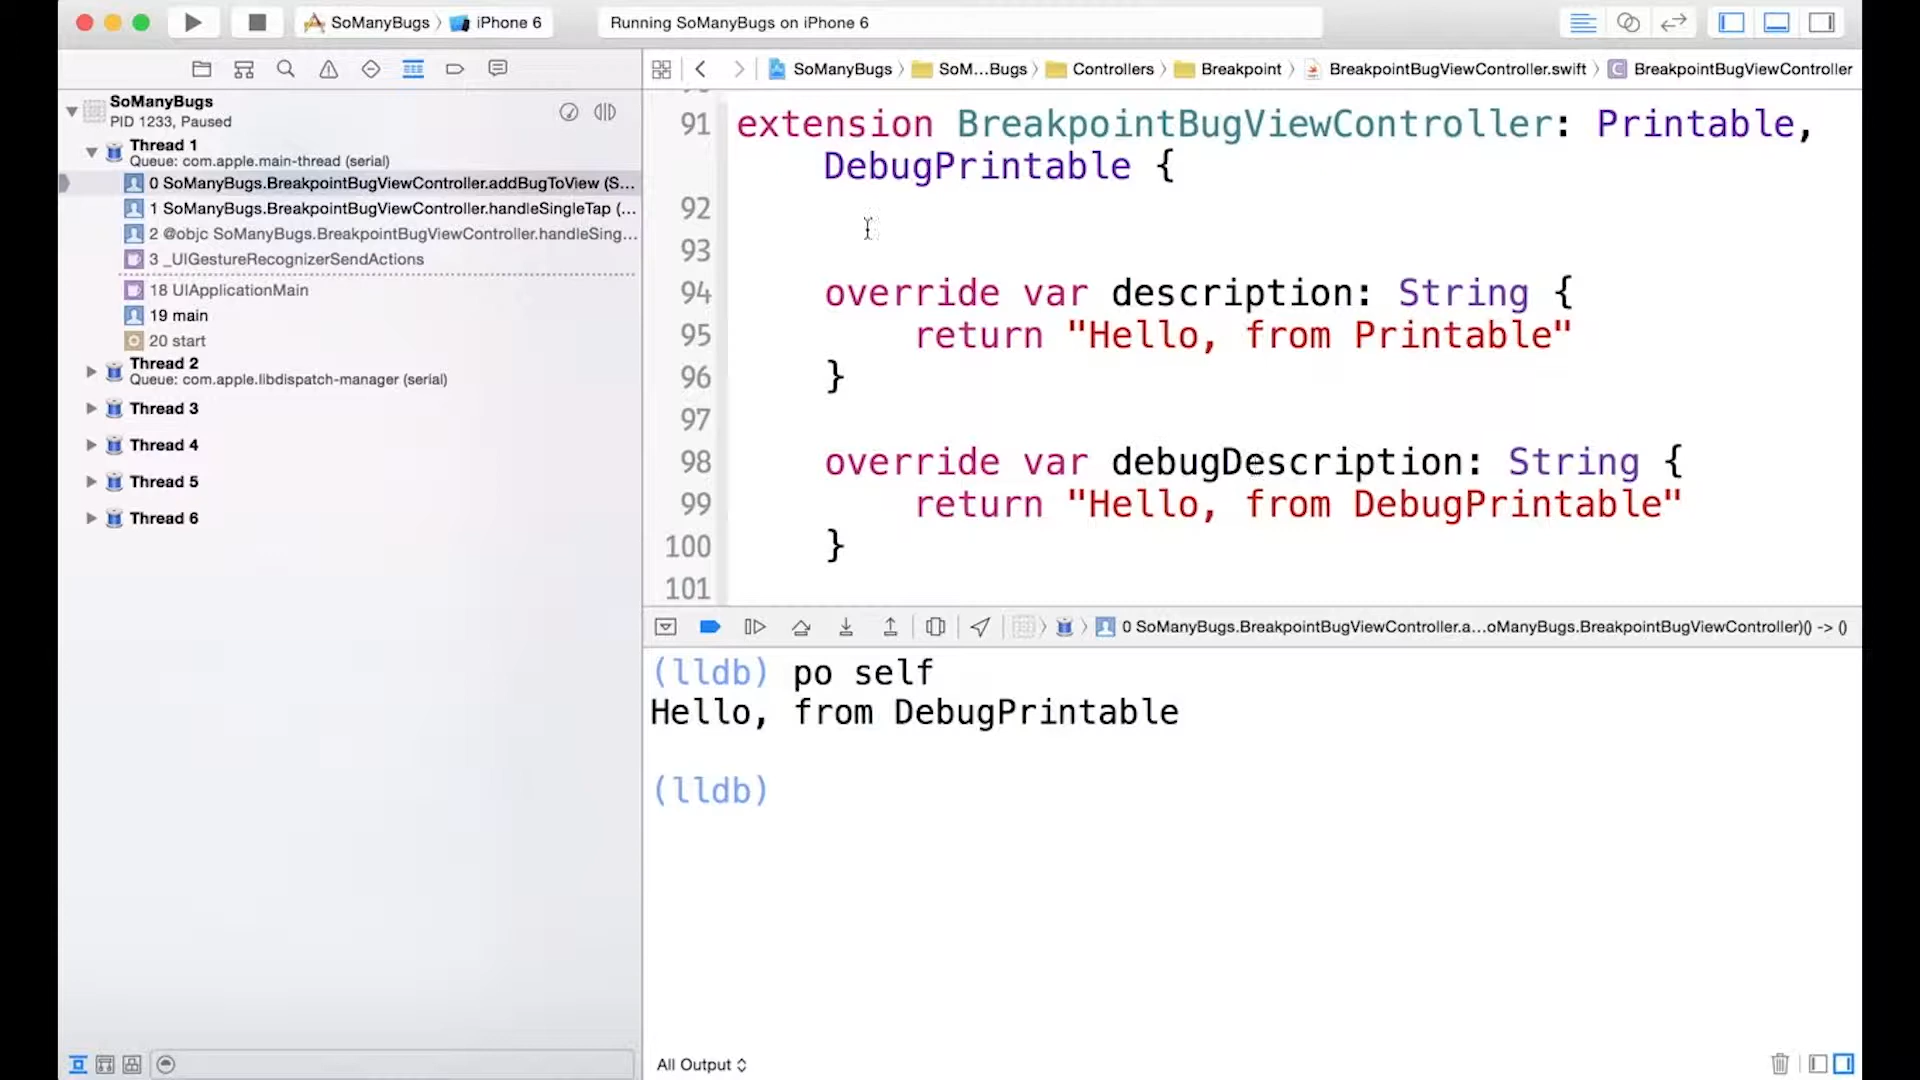 SoManyBugs 〉 iPhone 6
Running SoManyBugs on iPhone 6
SoManyBugs 〉 SoM...Bugs 〉 Controllers 〉 Breakpoint 〉 BreakpointBugViewController.swift 〉 C BreakpointBugViewController
SoManyBugs
PID 1233, Paused
Thread 1
Queue: com.apple.main-thread (serial)
0 SoManyBugs.BreakpointBugViewController.addBugToView (S...
1 SoManyBugs.BreakpointBugViewController.handleSingleTap (...
2 @objc SoManyBugs.BreakpointBugViewController.handleSing...
3 _UIGestureRecognizerSendActions
18 UIApplicationMain
19 main
20 start
Thread 2
Queue: com.apple.libdispatch-manager (serial)
Thread 3
Thread 4
Thread 5
Thread 6
91 extension BreakpointBugViewController: Printable,
DebugPrintable {
92
93
94 override var description: String {
95 return "Hello, from Printable"
96 }
97
98 override var debugDescription: String {
99 return "Hello, from DebugPrintable"
100 }
101
0 SoManyBugs.BreakpointBugViewController.a...oManyBugs.BreakpointBugViewController)() -> ()
(lldb) po self
Hello, from DebugPrintable
(lldb)
All Output